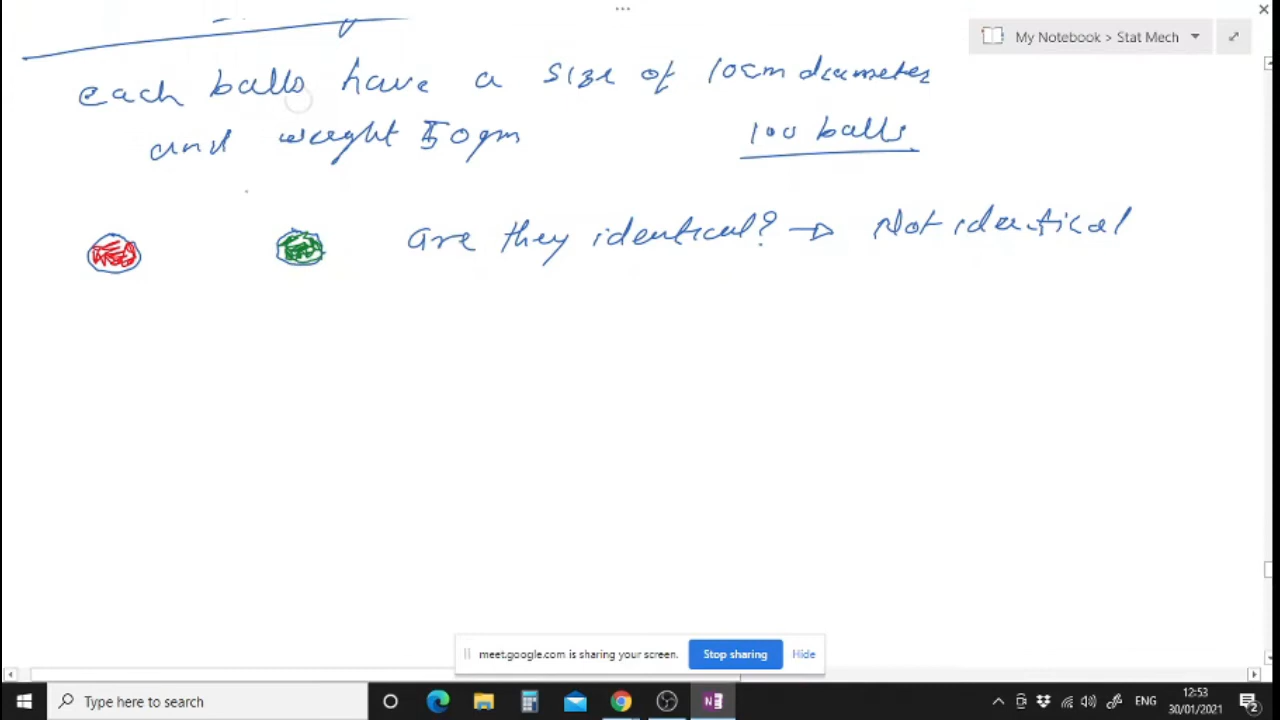 My Notebook > Stat Mech
each balls have a size of 10cm diameter
and weight 50gm
100 balls
are they identical? → Not identical
meet.google.com is sharing your screen.
Stop sharing
Hide
Type here to search
ENG
12:53
30/01/2021
2